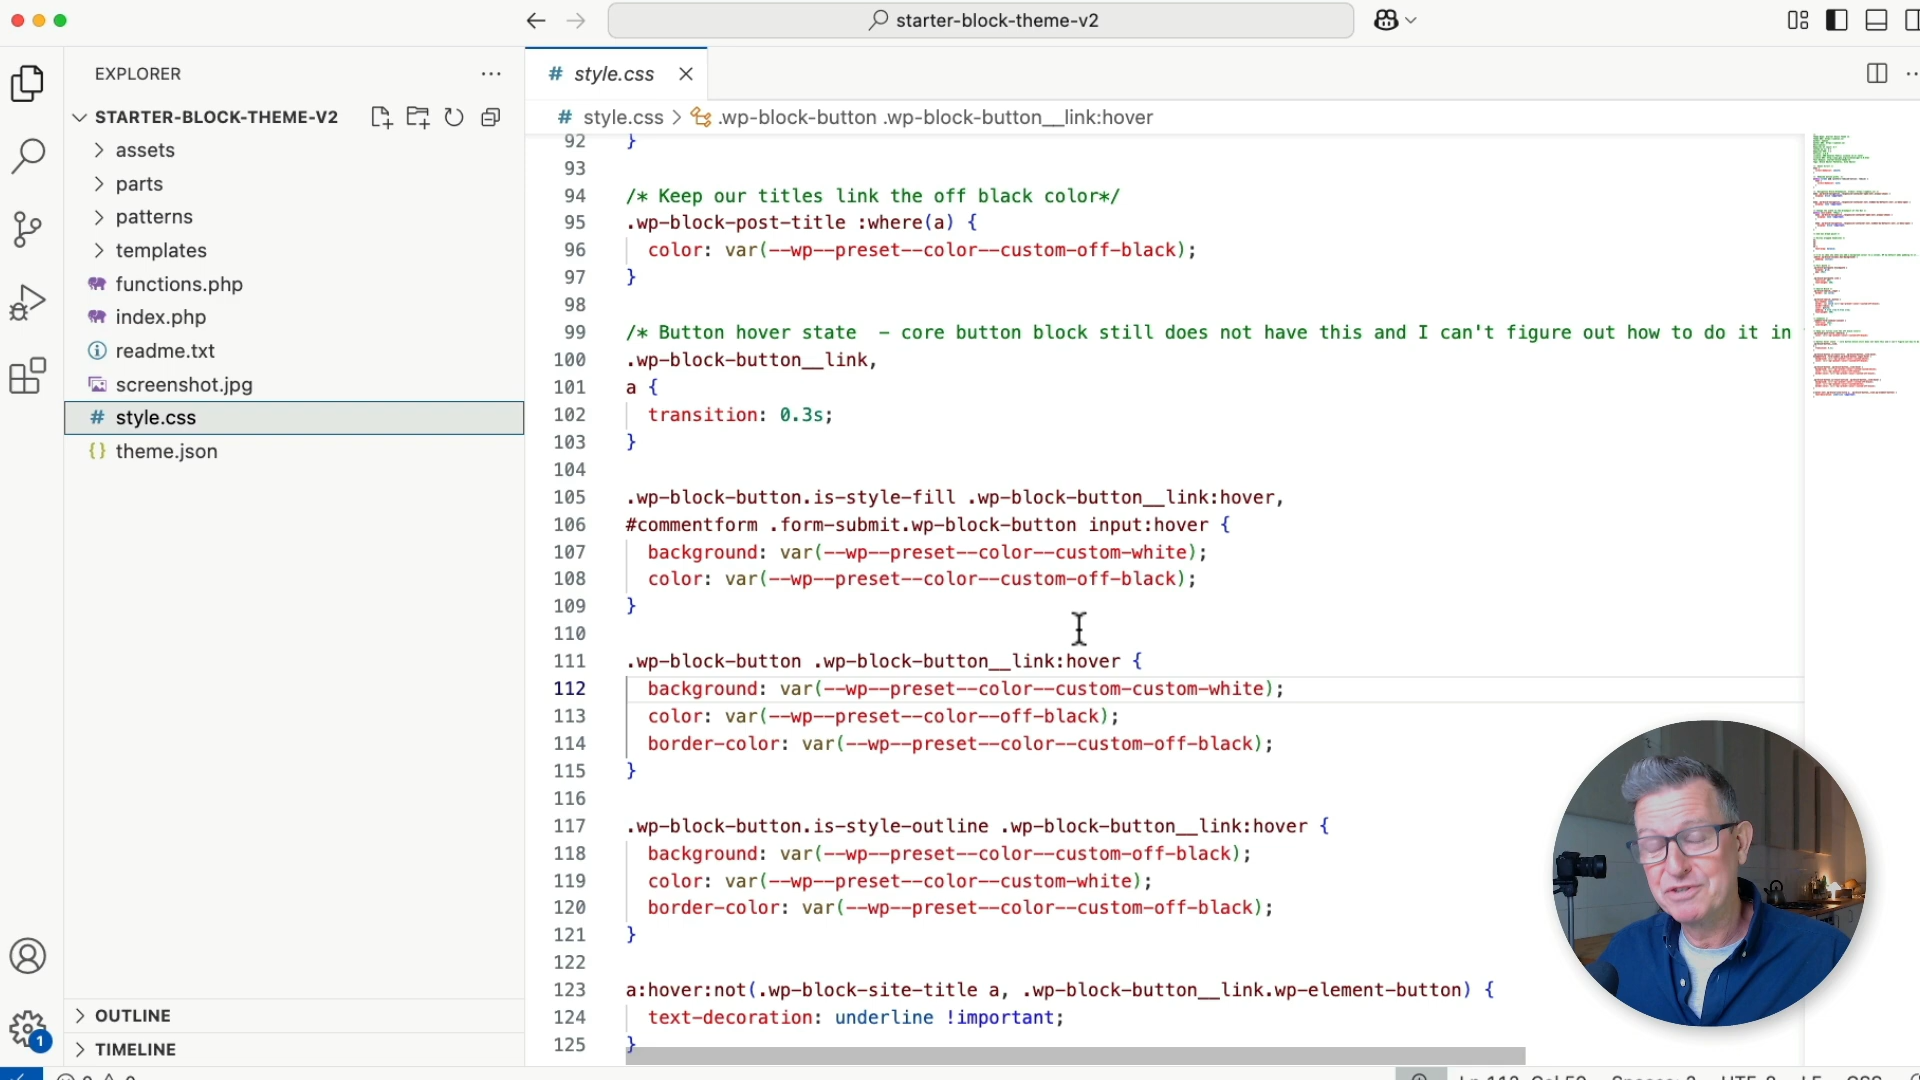 starter-block-theme-v2
EXPLORER
STARTER-BLOCK-THEME-V2
assets
parts
patterns
templates
functions.php
index.php
readme.txt
screenshot.jpg
# style.css
{} theme.json
OUTLINE
TIMELINE
1
# style.css
# style.css > .wp-block-button .wp-block-button__link:hover
92 }
93
94 /* Keep our titles link the off black color*/
95 .wp-block-post-title :where(a) {
96 color: var(--wp--preset--color--custom-off-black);
97 }
98
99 /* Button hover state  - core button block still does not have this and I can't figure out how to do it in
100 .wp-block-button__link,
101 a {
102 transition: 0.3s;
103 }
104
105 .wp-block-button.is-style-fill .wp-block-button__link:hover,
106 #commentform .form-submit.wp-block-button input:hover {
107 background: var(--wp--preset--color--custom-white);
108 color: var(--wp--preset--color--custom-off-black);
109 }
110
111 .wp-block-button .wp-block-button__link:hover {
112 background: var(--wp--preset--color--custom-custom-white);
113 color: var(--wp--preset--color--off-black);
114 border-color: var(--wp--preset--color--custom-off-black);
115 }
116
117 .wp-block-button.is-style-outline .wp-block-button__link:hover {
118 background: var(--wp--preset--color--custom-off-black);
119 color: var(--wp--preset--color--custom-white);
120 border-color: var(--wp--preset--color--custom-off-black);
121 }
122
123 a:hover:not(.wp-block-site-title a, .wp-block-button__link.wp-element-button) {
124 text-decoration: underline !important;
125 }